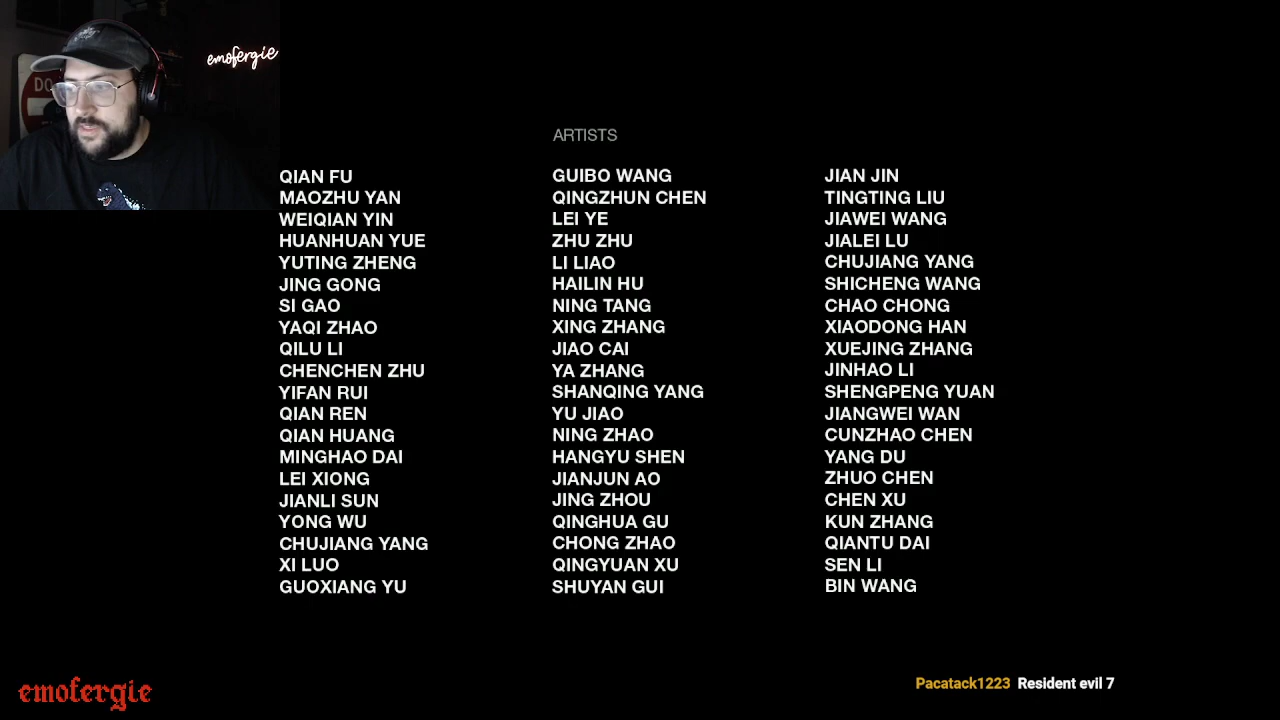 emofergie
DO
ARTISTS
QIAN FU
MAOZHU YAN
WEIQIAN YIN
HUANHUAN YUE
YUTING ZHENG
JING GONG
SI GAO
YAQI ZHAO
QILU LI
CHENCHEN ZHU
YIFAN RUI
QIAN REN
QIAN HUANG
MINGHAO DAI
LEI XIONG
JIANLI SUN
YONG WU
CHUJIANG YANG
XI LUO
GUOXIANG YU
GUIBO WANG
QINGZHUN CHEN
LEI YE
ZHU ZHU
LI LIAO
HAILIN HU
NING TANG
XING ZHANG
JIAO CAI
YA ZHANG
SHANQING YANG
YU JIAO
NING ZHAO
HANGYU SHEN
JIANJUN AO
JING ZHOU
QINGHUA GU
CHONG ZHAO
QINGYUAN XU
SHUYAN GUI
JIAN JIN
TINGTING LIU
JIAWEI WANG
JIALEI LU
CHUJIANG YANG
SHICHENG WANG
CHAO CHONG
XIAODONG HAN
XUEJING ZHANG
JINHAO LI
SHENGPENG YUAN
JIANGWEI WAN
CUNZHAO CHEN
YANG DU
ZHUO CHEN
CHEN XU
KUN ZHANG
QIANTU DAI
SEN LI
BIN WANG
emofergie
Pacatack1223 Resident evil 7